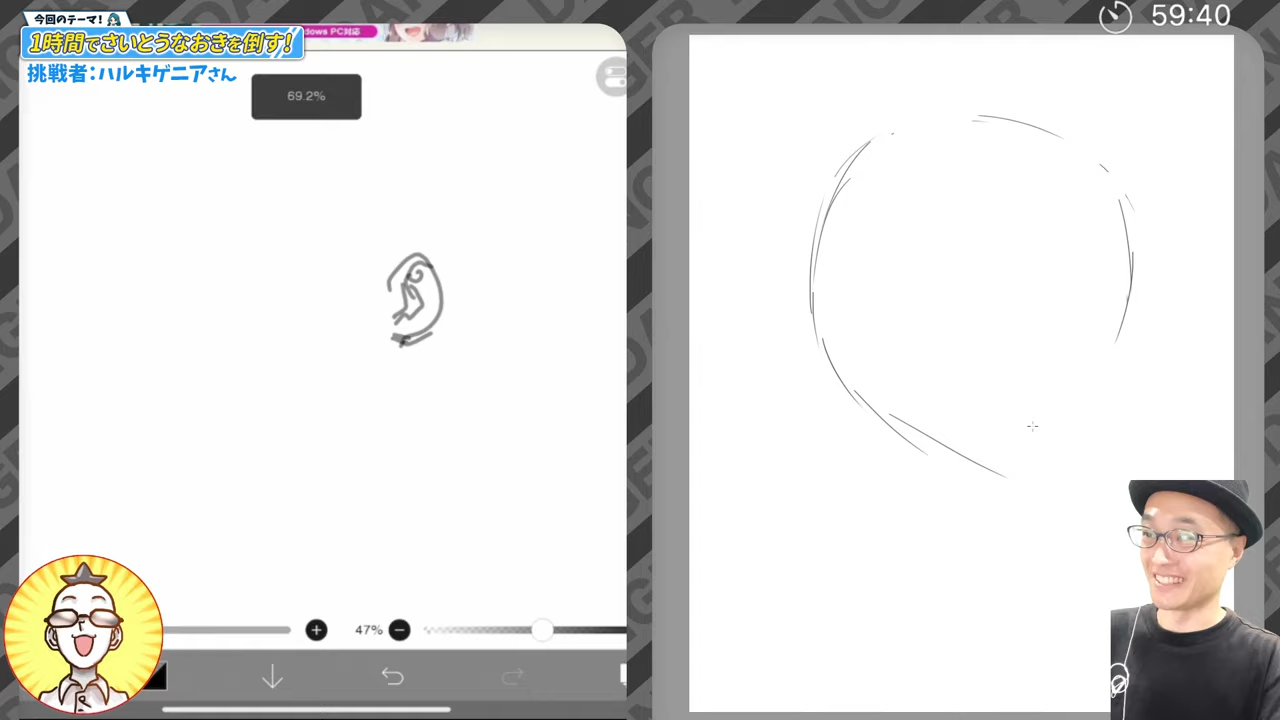 今回のテーマ!
1時間でさいとうなおきを倒す!
挑戦者:ハルキゲニアさん
dows PC対応
59:40
69.2%
47%